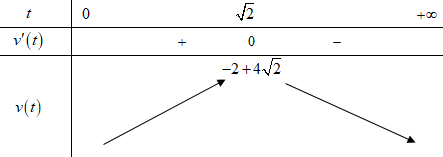 t 0 √2 +∞
v′(t) + 0 −
−2+4√2
v(t)